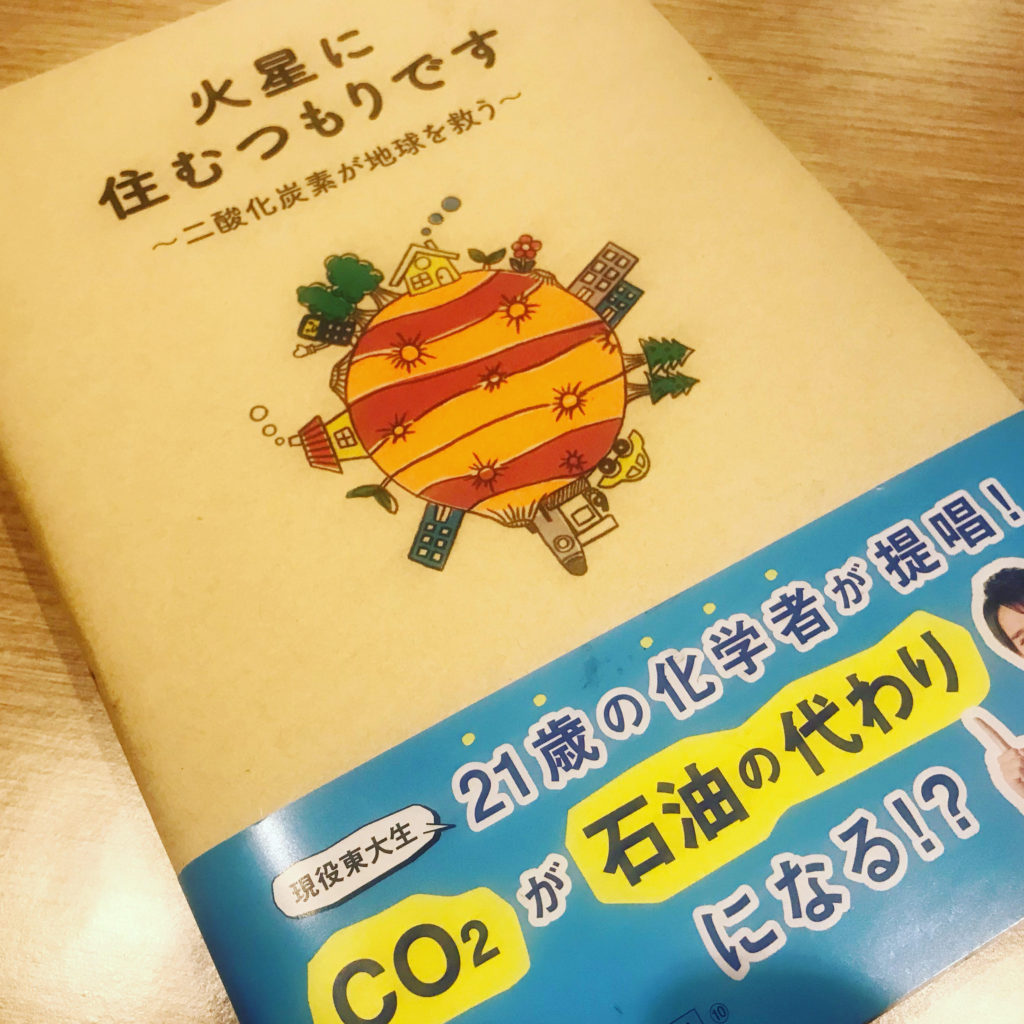 火星に
住むつもりです
～二酸化炭素が地球を救う～
現役東大生
21歳の化学者が提唱!
CO2が石油の代わり
になる!?
⑩